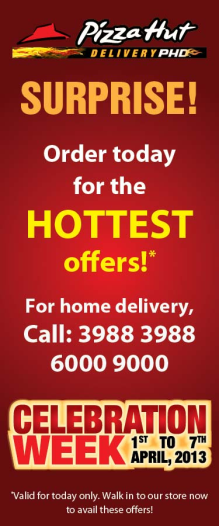 Pizza Hut
DELIVERY PHD
SURPRISE!
Order today
for the
HOTTEST
offers!*
For home delivery,
Call: 3988 3988
6000 9000
CELEBRATION
WEEK 1ST TO 7TH
APRIL, 2013
*Valid for today only. Walk in to our store now
to avail these offers!